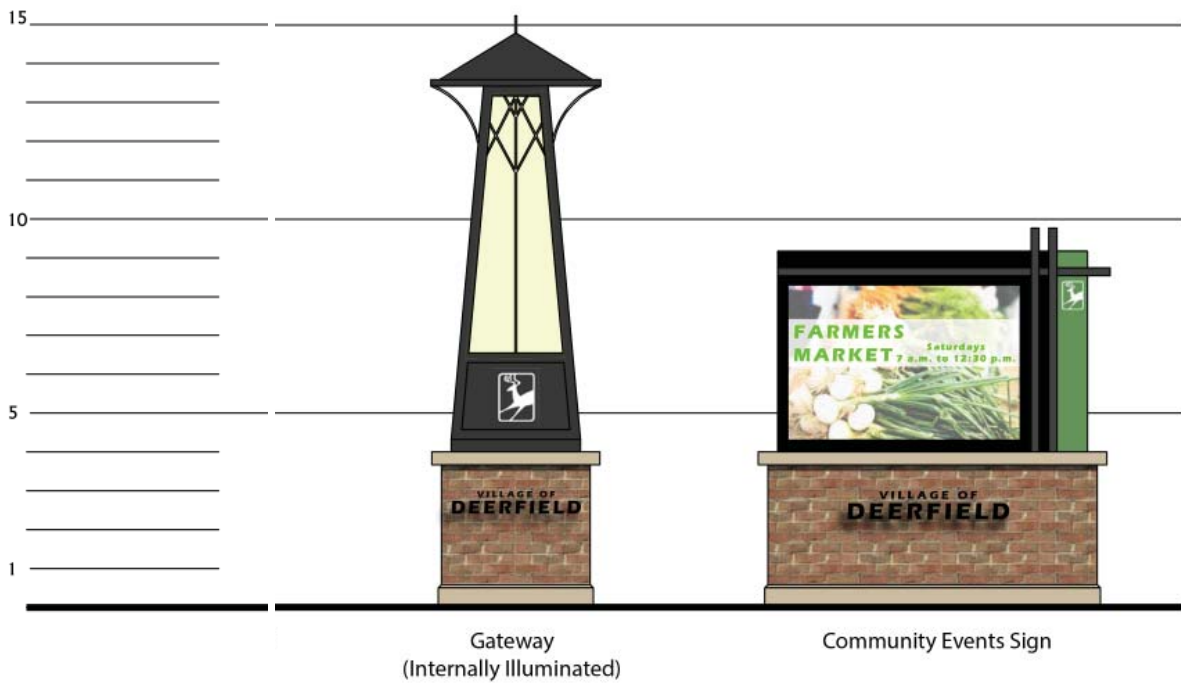 15
10
5
1
VILLAGE OF
DEERFIELD
FARMERS
MARKET
Saturdays
7 a.m. to 12:30 p.m.
VILLAGE OF
DEERFIELD
Gateway
(Internally Illuminated)
Community Events Sign